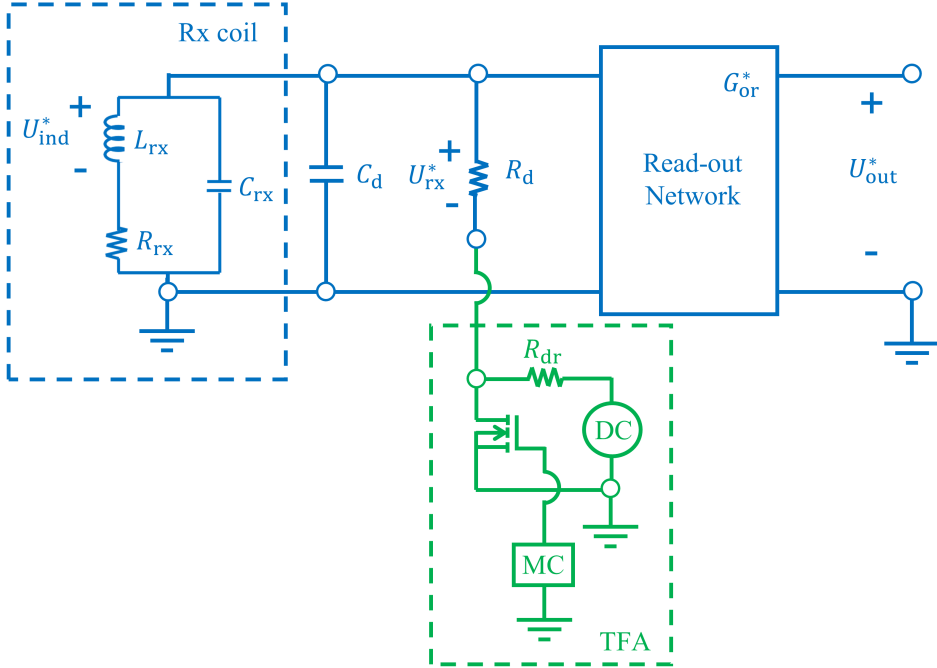 Rx coil
+
U*ind
-
Lrx
Crx
Rrx
Cd
+
U*rx
-
Rd
G*or
Read-out
Network
+
U*out
-
Rdr
DC
MC
TFA